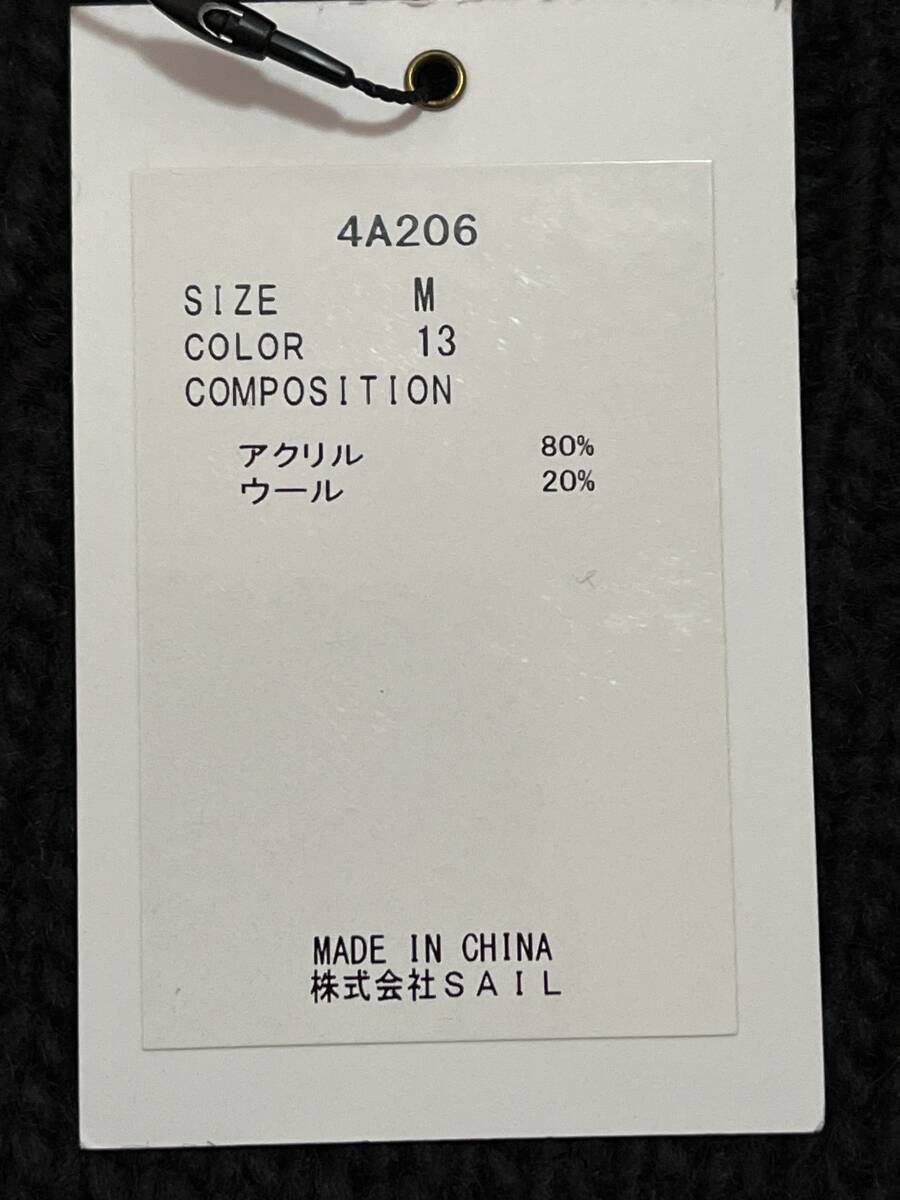 4A206
SIZE M
COLOR 13
COMPOSITION
アクリル 80%
ウール 20%
MADE IN CHINA
株式会社SAIL